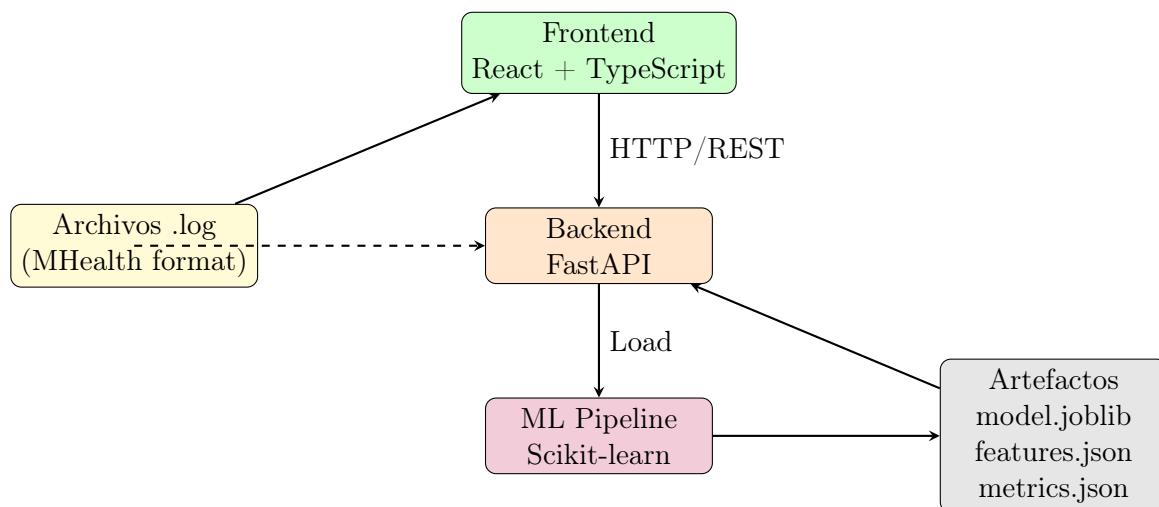 Frontend
React + TypeScript
HTTP/REST
Archivos .log
(MHealth format)
Backend
FastAPI
Load
ML Pipeline
Scikit-learn
Artefactos
model.joblib
features.json
metrics.json